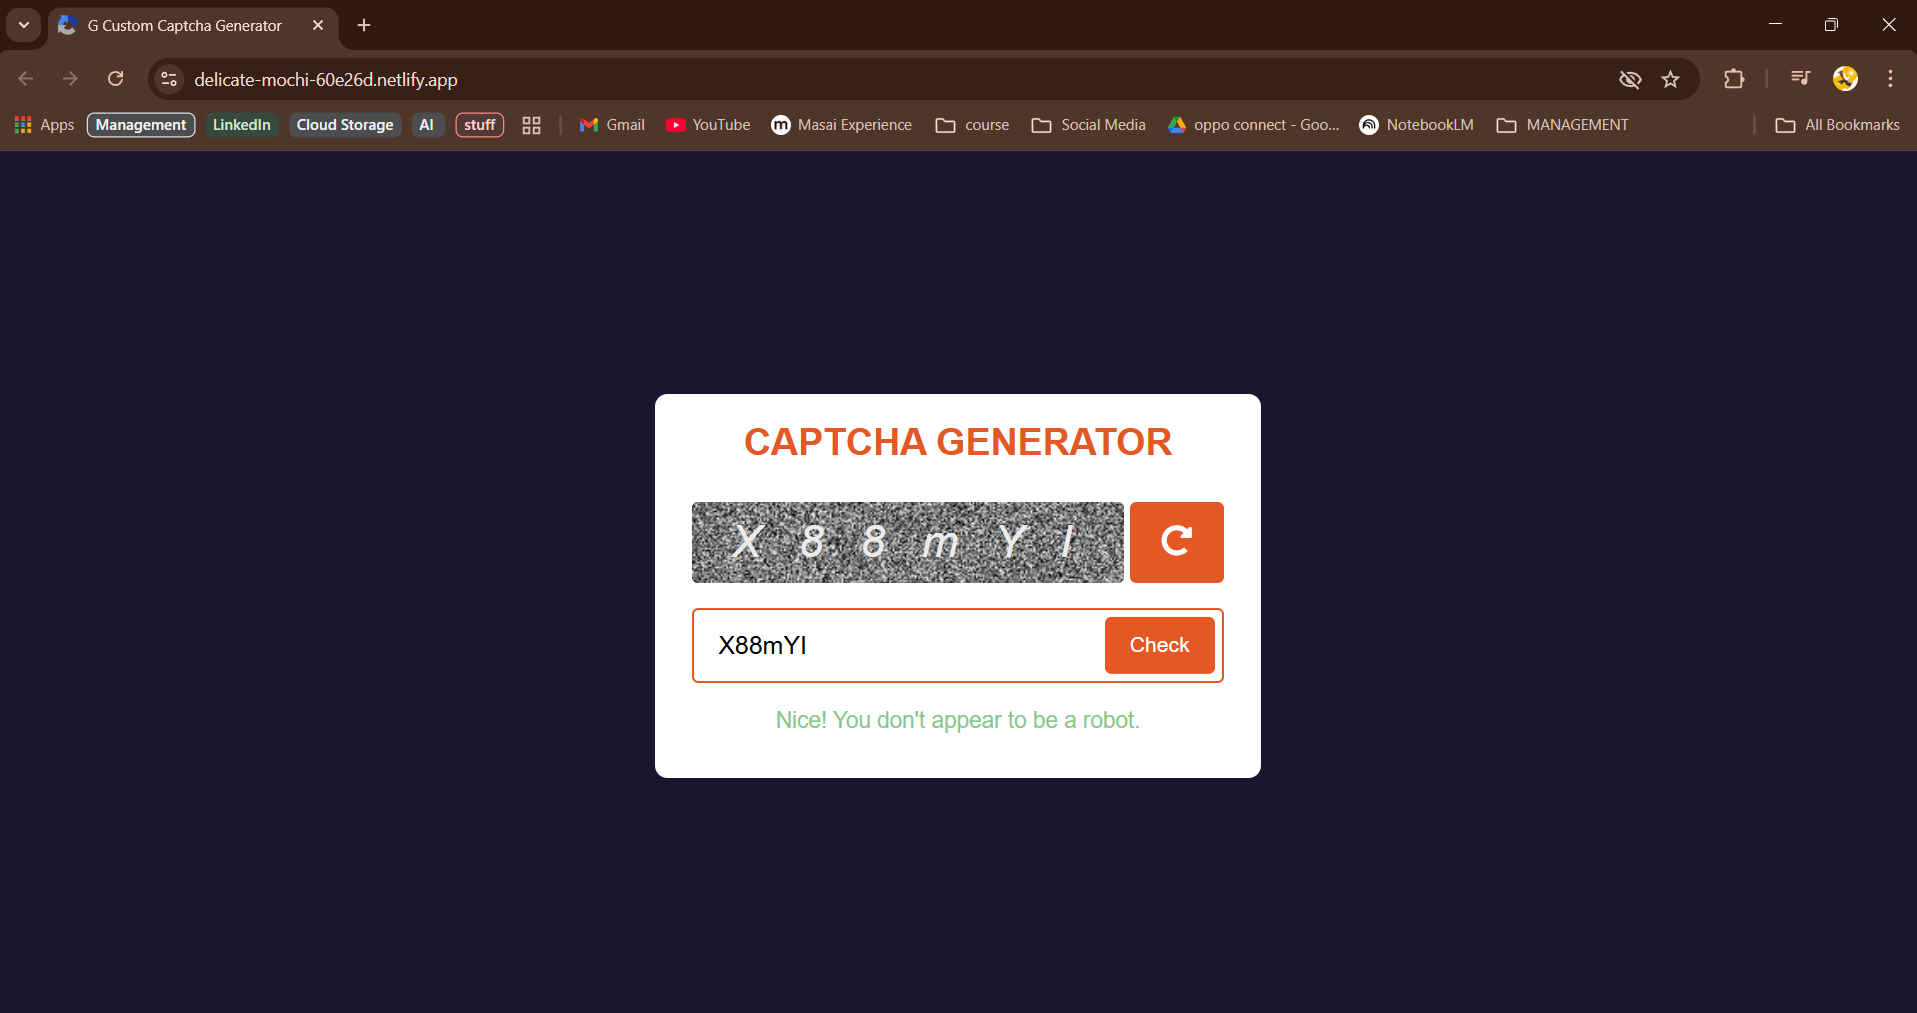 G Custom Captcha Generator
delicate-mochi-60e26d.netlify.app
Apps Management LinkedIn Cloud Storage AI stuff Gmail YouTube m Masai Experience course Social Media oppo connect - Goo... NotebookLM MANAGEMENT All Bookmarks
CAPTCHA GENERATOR
X 8 8 m Y I
X88mYI Check
Nice! You don't appear to be a robot.